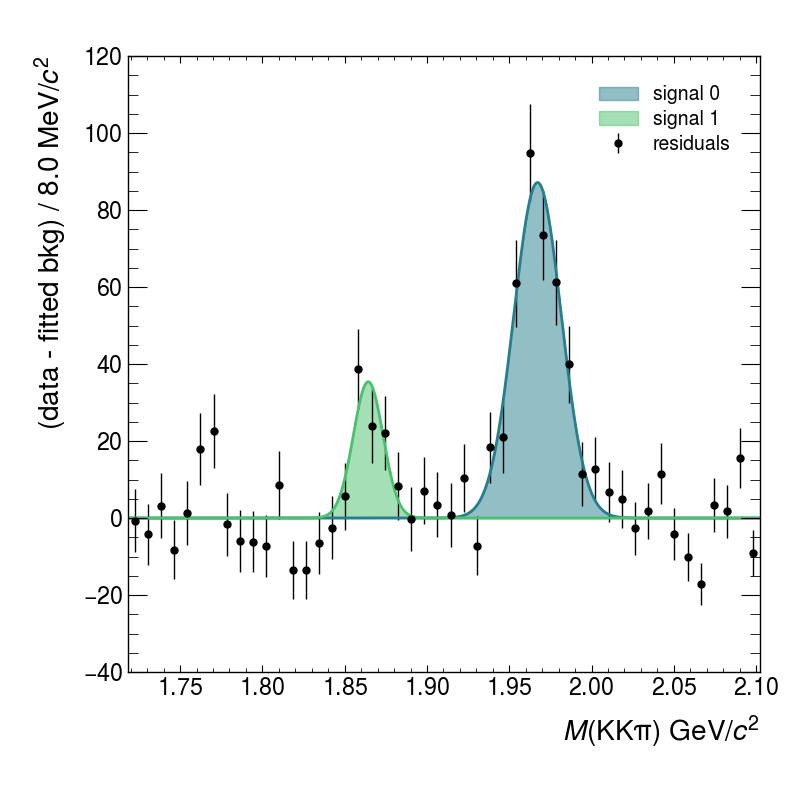 (data - fitted bkg) / 8.0 MeV/c²
120
100
80
60
40
20
0
−20
−40
signal 0
signal 1
residuals
1.75 1.80 1.85 1.90 1.95 2.00 2.05 2.10
M(KKπ) GeV/c²